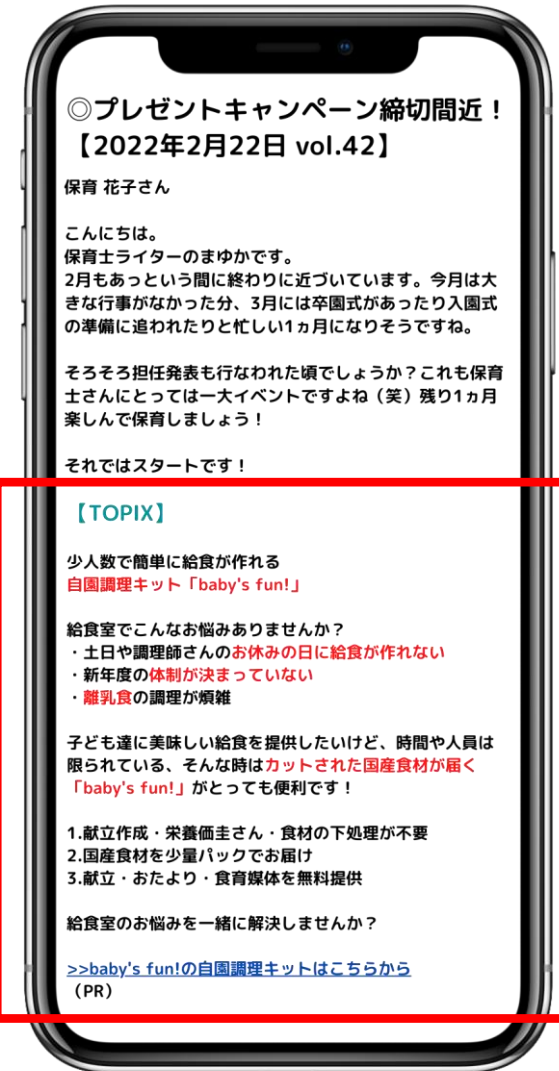 ◎プレゼントキャンペーン締切間近！
【2022年2月22日 vol.42】
保育 花子さん
こんにちは。
保育士ライターのまゆかです。
2月もあっという間に終わりに近づいています。今月は大
きな行事がなかった分、3月には卒園式があったり入園式
の準備に追われたりと忙しい1ヵ月になりそうですね。
そろそろ担任発表も行なわれた頃でしょうか？これも保育
士さんにとっては一大イベントですよね（笑）残り1ヵ月
楽しんで保育しましょう！
それではスタートです！
【TOPIX】
少人数で簡単に給食が作れる
自園調理キット「baby's fun!」
給食室でこんなお悩みありませんか？
・土日や調理師さんのお休みの日に給食が作れない
・新年度の体制が決まっていない
・離乳食の調理が煩雑
子ども達に美味しい給食を提供したいけど、時間や人員は
限られている、そんな時はカットされた国産食材が届く
「baby's fun!」がとっても便利です！
1.献立作成・栄養価圭さん・食材の下処理が不要
2.国産食材を少量パックでお届け
3.献立・おたより・食育媒体を無料提供
給食室のお悩みを一緒に解決しませんか？
>>baby's fun!の自園調理キットはこちらから
（PR）